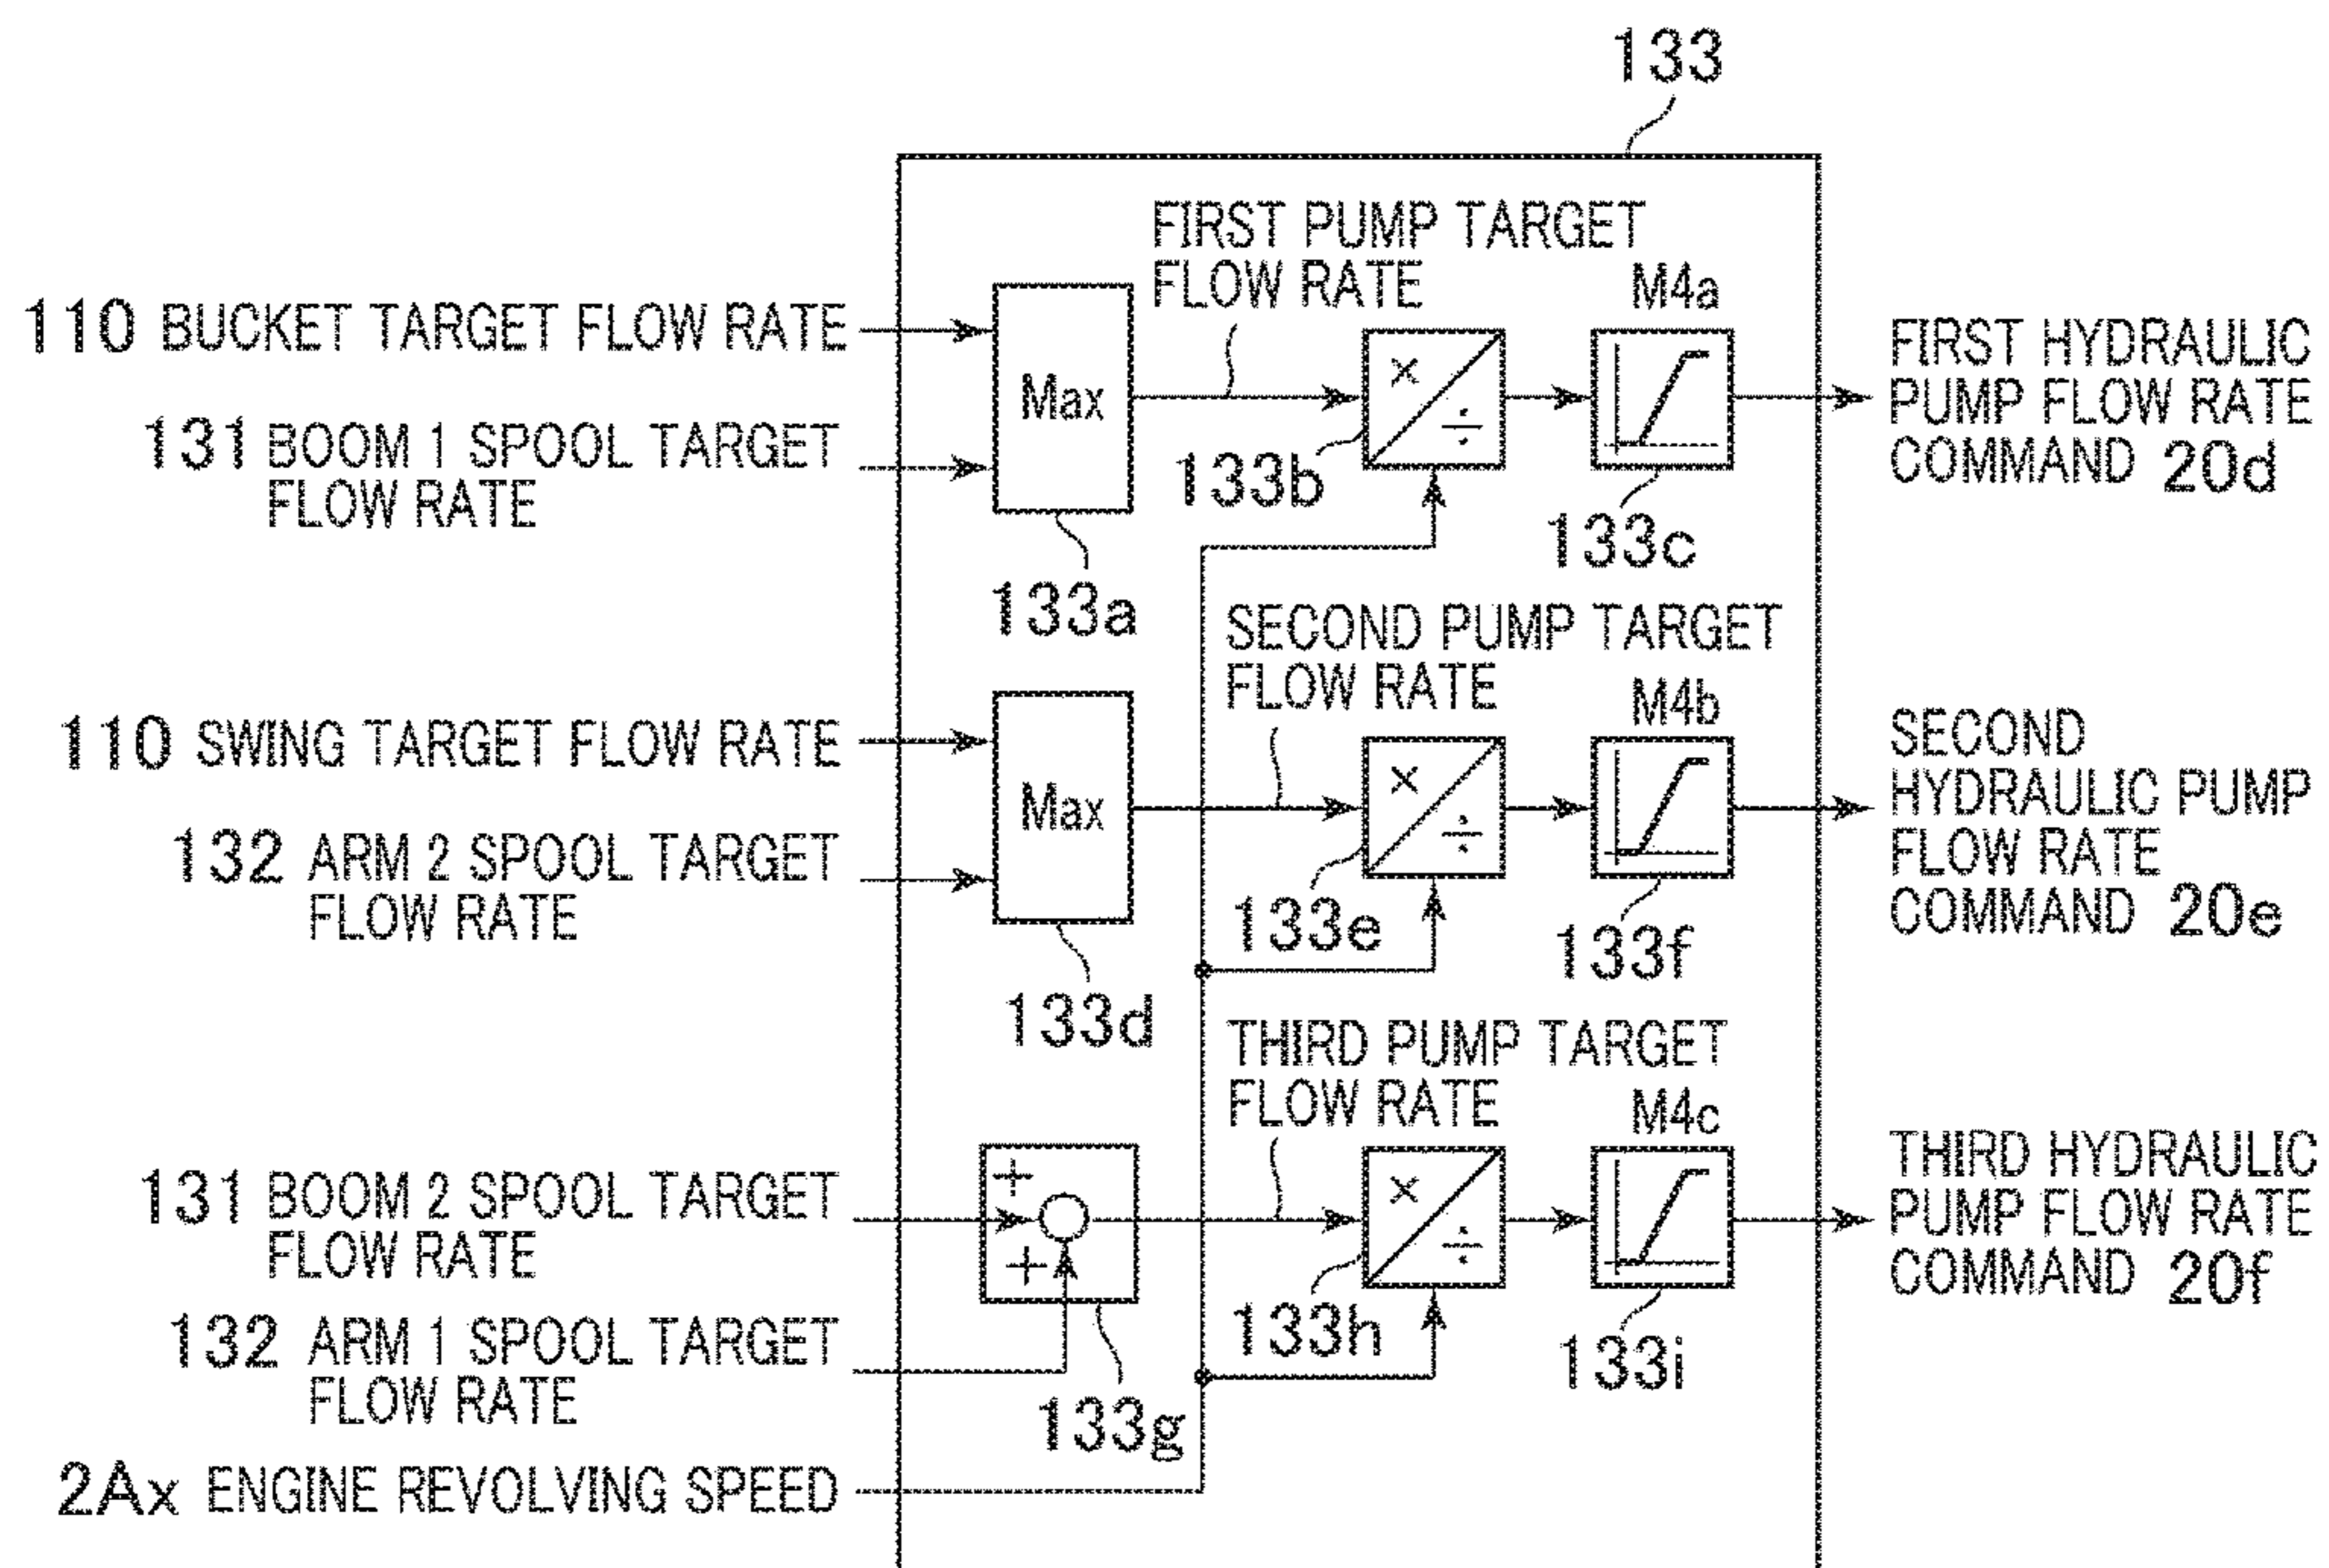 133
FIRST PUMP TARGET
FLOW RATE
M4a
110 BUCKET TARGET FLOW RATE
131 BOOM 1 SPOOL TARGET
FLOW RATE
Max
×
÷
133b
133c
133a
FIRST HYDRAULIC
PUMP FLOW RATE
COMMAND 20d
SECOND PUMP TARGET
FLOW RATE
M4b
110 SWING TARGET FLOW RATE
132 ARM 2 SPOOL TARGET
FLOW RATE
Max
×
÷
133e
133f
133d
SECOND
HYDRAULIC PUMP
FLOW RATE
COMMAND 20e
THIRD PUMP TARGET
FLOW RATE
M4c
131 BOOM 2 SPOOL TARGET
FLOW RATE
132 ARM 1 SPOOL TARGET
FLOW RATE
+
+
×
÷
133h
133i
133g
THIRD HYDRAULIC
PUMP FLOW RATE
COMMAND 20f
2Ax ENGINE REVOLVING SPEED